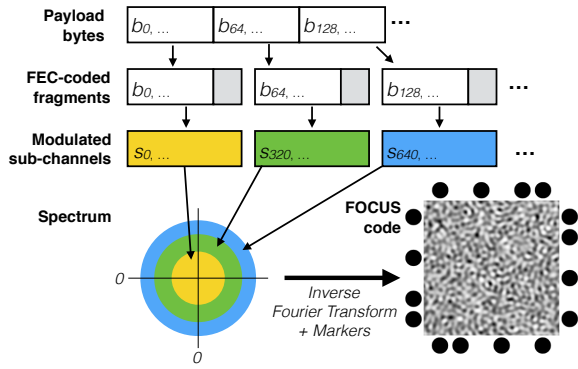 Payload
bytes
b0, ... b64, ... b128, ... ...
FEC-coded
fragments
b0, ... b64, ... b128, ... ...
Modulated
sub-channels
s0, ... s320, ... s640, ... ...
Spectrum
FOCUS
code
0
Inverse
Fourier Transform
+ Markers
0